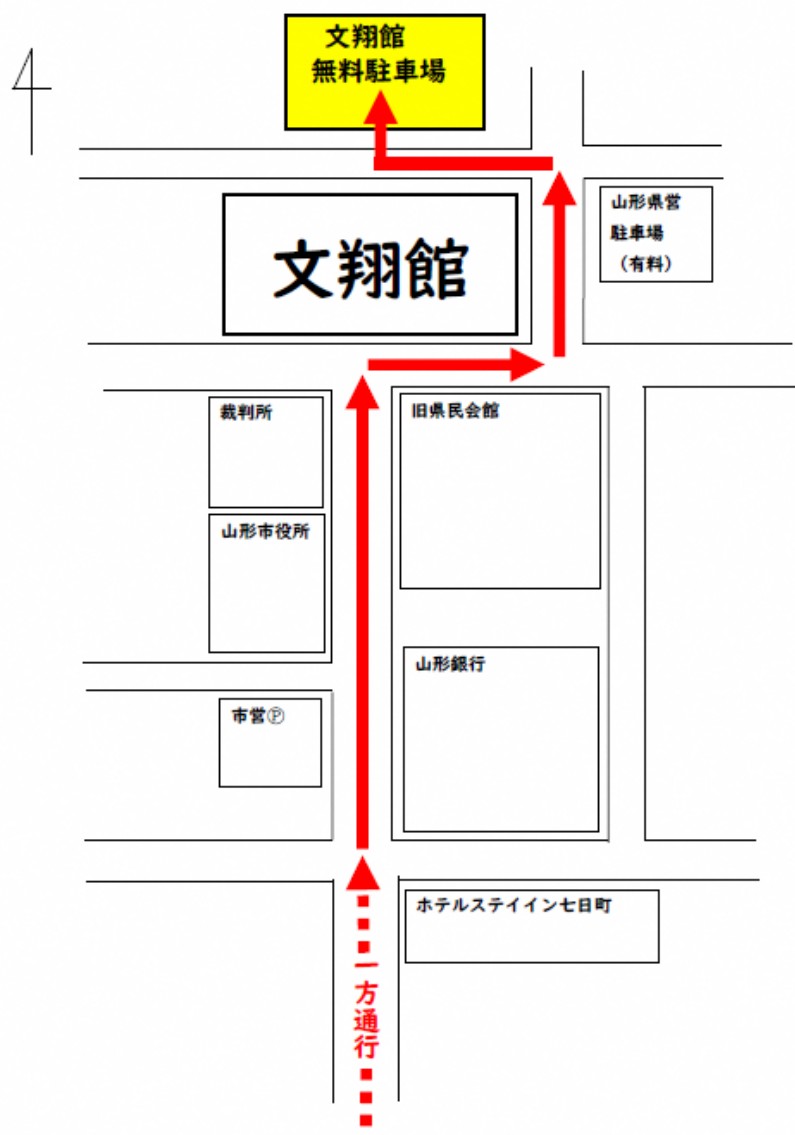 文翔館
無料駐車場
山形県営
駐車場
（有料）
文翔館
裁判所
旧県民会館
山形市役所
山形銀行
市営Ⓟ
ホテルステイイン七日町
一方通行